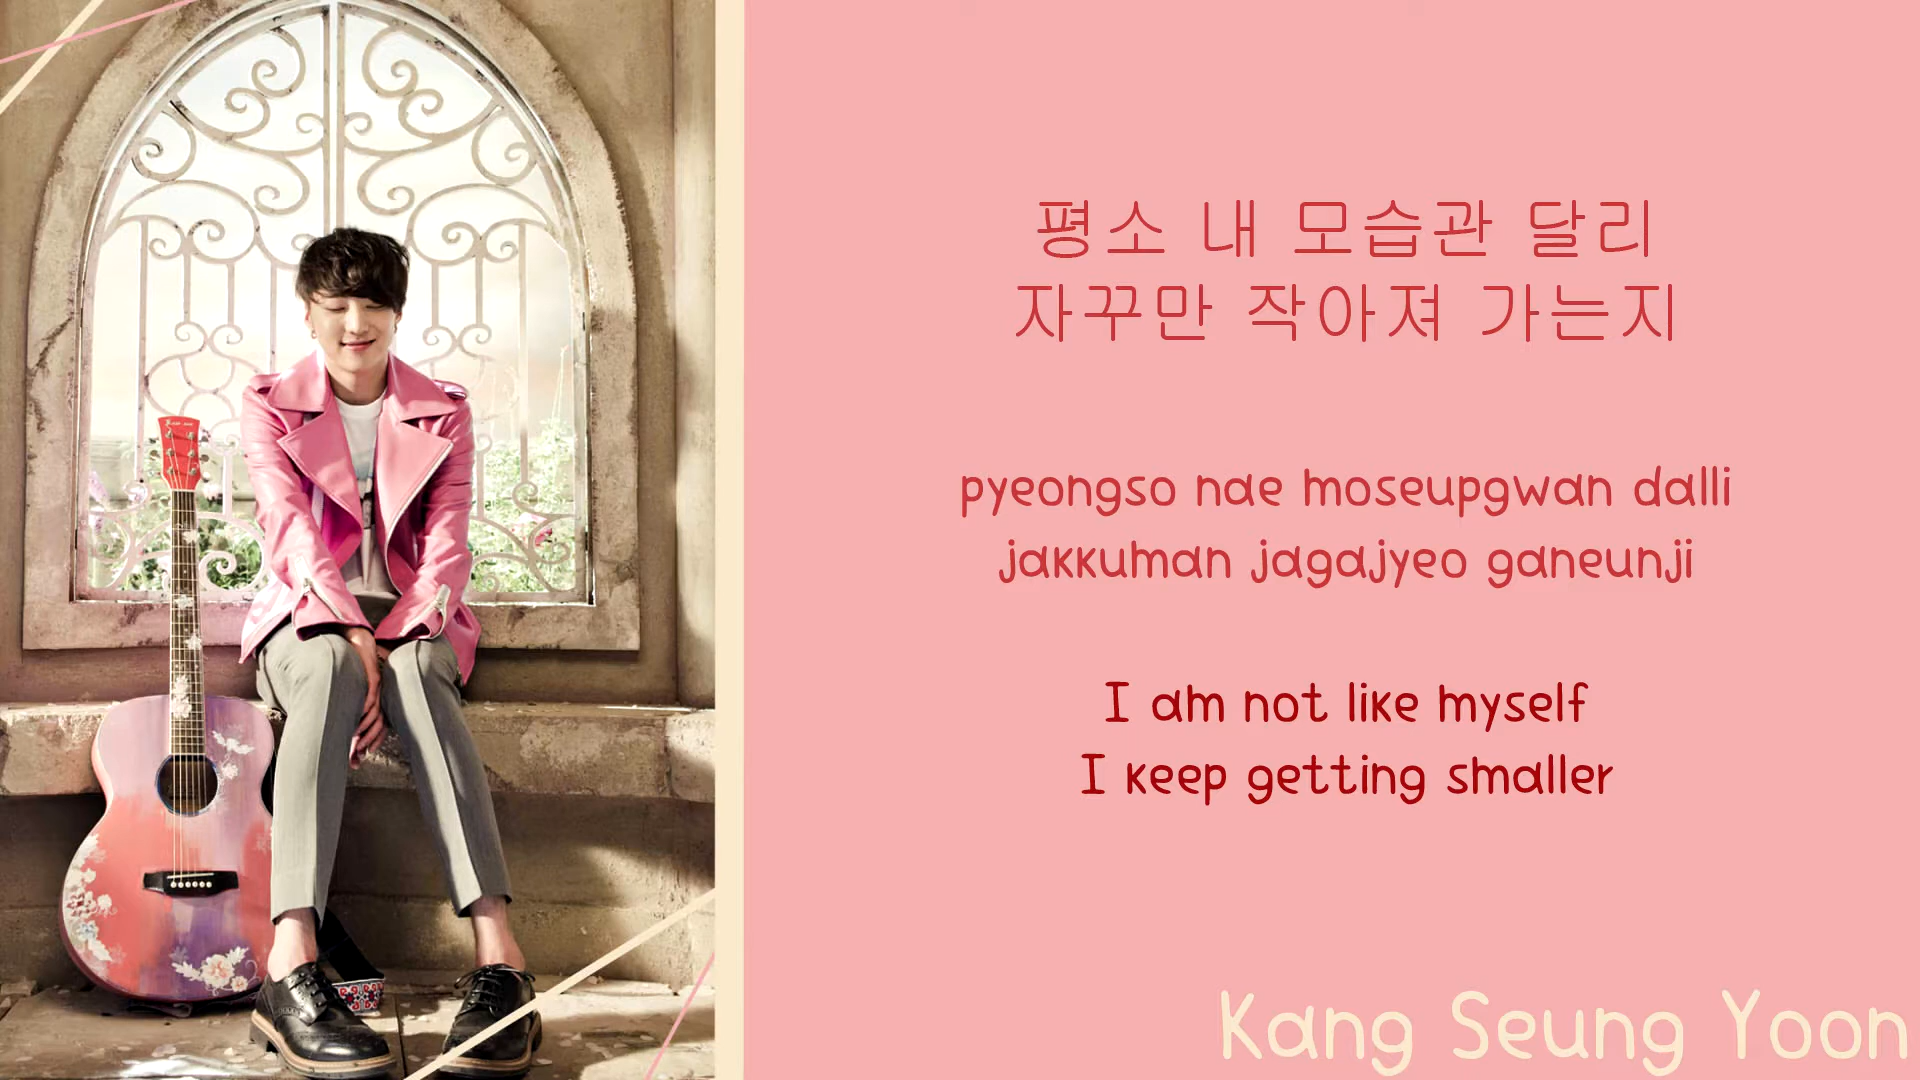 평소 내 모습관 달리
자꾸만 작아져 가는지
pyeongso nae moseupgwan dalli
jakkuman jagajyeo ganeunji
I am not like myself
I keep getting smaller
Kang Seung Yoon